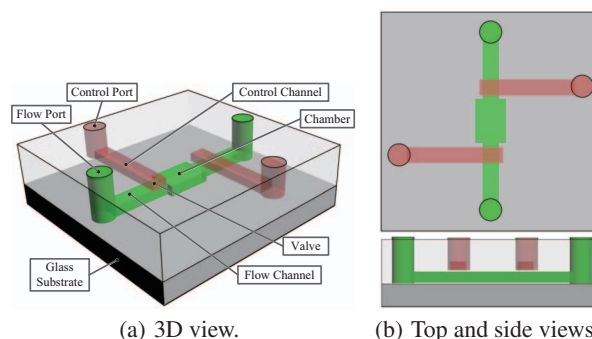 Control Port
Control Channel
Flow Port
Chamber
Valve
Glass
Substrate
Flow Channel
(a) 3D view.
(b) Top and side views